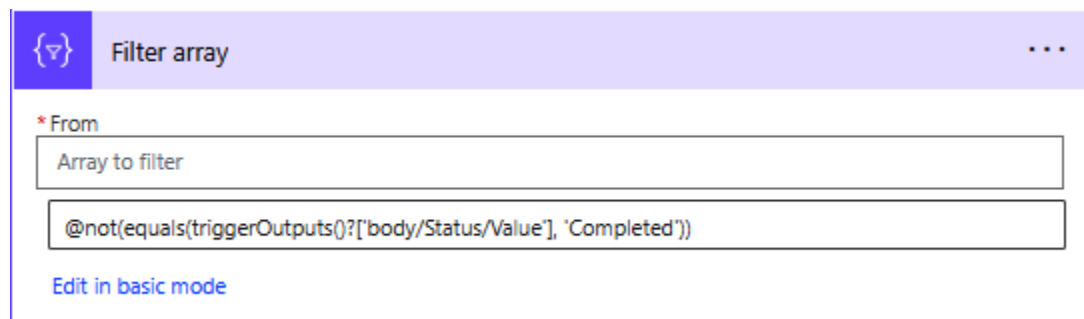 Filter array
* From
Array to filter
@not(equals(triggerOutputs()?['body/Status/Value'], 'Completed'))
Edit in basic mode